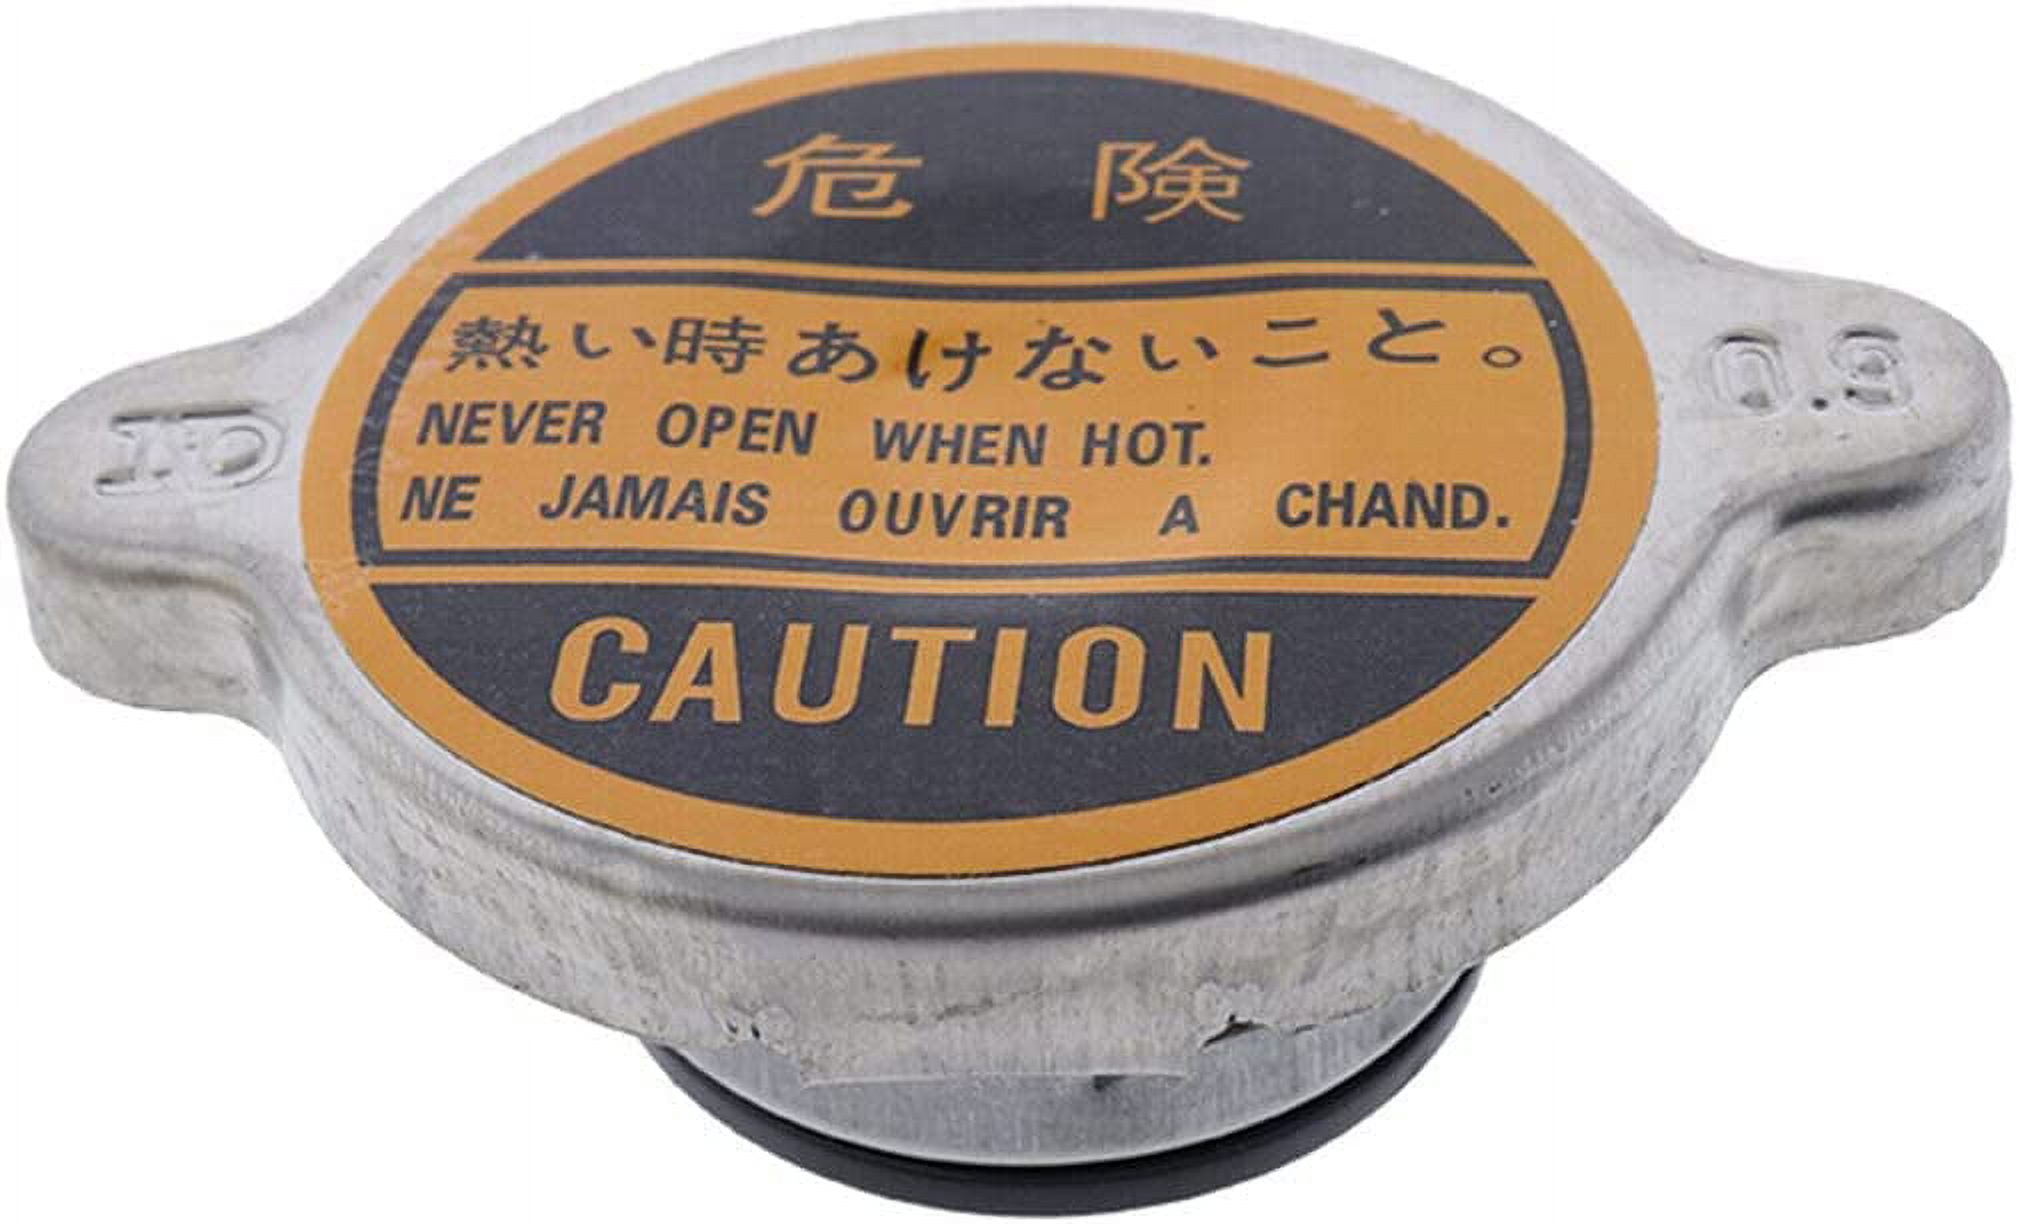 危険
熱い時あけないこと。
NEVER OPEN WHEN HOT.
NE JAMAIS OUVRIR A CHAND.
CAUTION
0.9